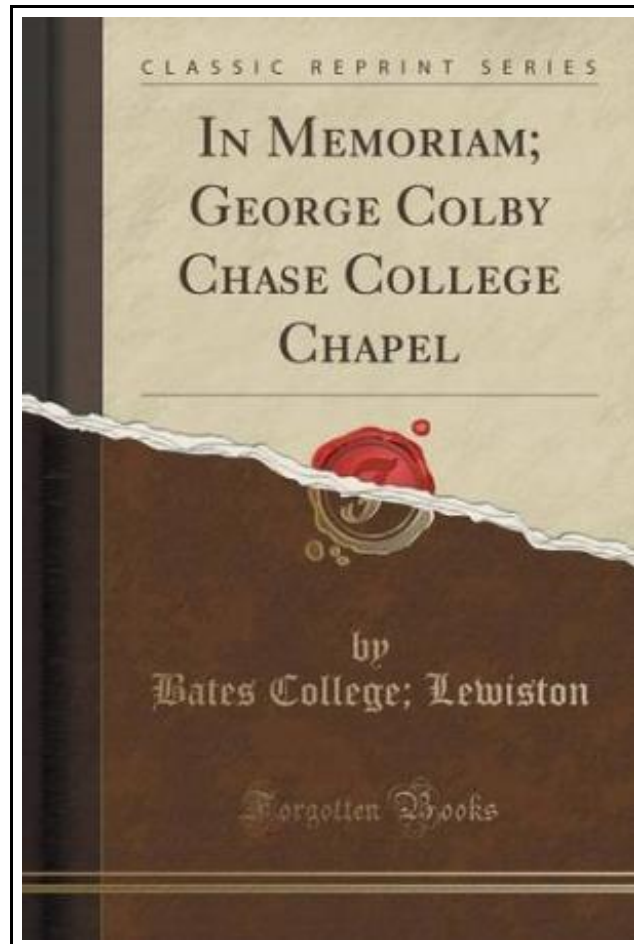 CLASSIC REPRINT SERIES
IN MEMORIAM;
GEORGE COLBY
CHASE COLLEGE
CHAPEL
by
Bates College; Lewiston
Forgotten Books